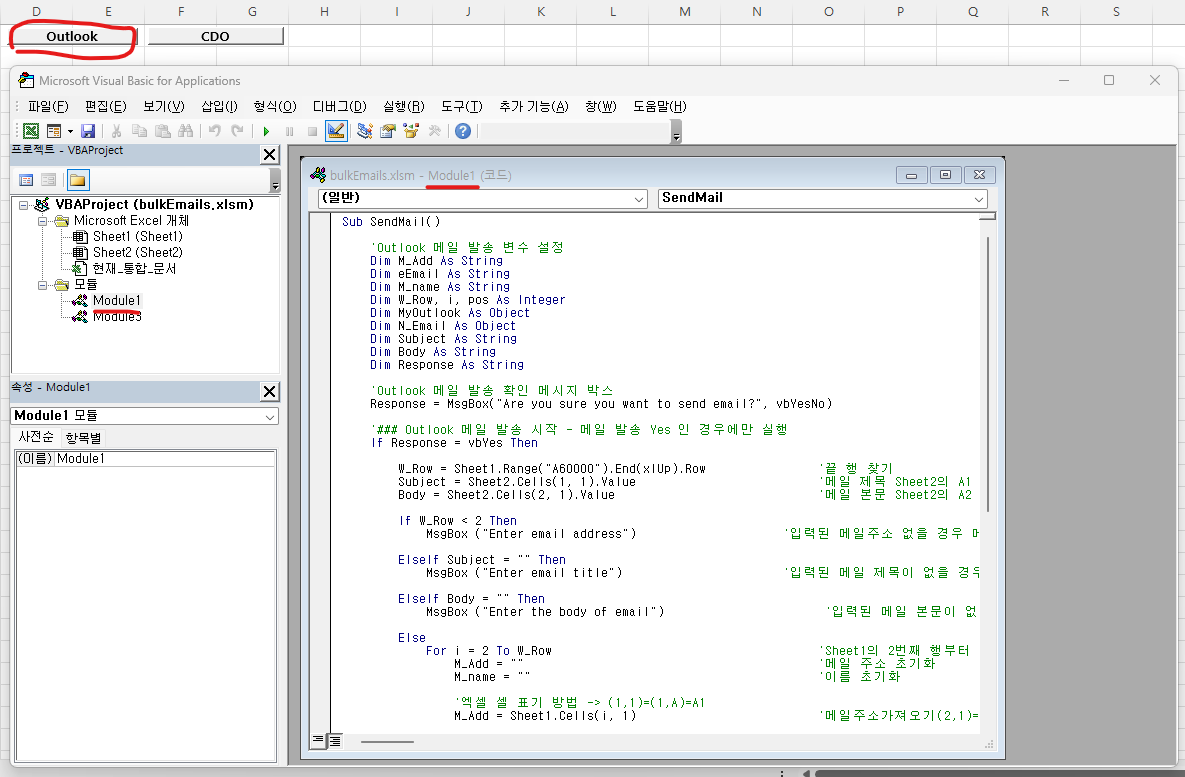 D E F G H I J K L M N O P Q R S
Outlook CDO
Microsoft Visual Basic for Applications
파일(F) 편집(E) 보기(V) 삽입(I) 형식(O) 디버그(D) 실행(R) 도구(T) 추가 기능(A) 창(W) 도움말(H)
프로젝트 - VBAProject
VBAProject (bulkEmails.xlsm)
Microsoft Excel 개체
Sheet1 (Sheet1)
Sheet2 (Sheet2)
현재_통합_문서
모듈
Module1
Module3
속성 - Module1
Module1 모듈
사전순 항목별
(이름) Module1
bulkEmails.xlsm - Module1 (코드)
(일반) SendMail
Sub SendMail()
'Outlook 메일 발송 변수 설정
Dim M_Add As String
Dim eEmail As String
Dim M_name As String
Dim W_Row, i, pos As Integer
Dim MyOutlook As Object
Dim N_Email As Object
Dim Subject As String
Dim Body As String
Dim Response As String
'Outlook 메일 발송 확인 메시지 박스
Response = MsgBox("Are you sure you want to send email?", vbYesNo)
'### Outlook 메일 발송 시작 - 메일 발송 Yes 인 경우에만 실행
If Response = vbYes Then
W_Row = Sheet1.Range("A60000").End(xlUp).Row '끝 행 찾기
Subject = Sheet2.Cells(1, 1).Value '메일 제목 Sheet2의 A1
Body = Sheet2.Cells(2, 1).Value '메일 본문 Sheet2의 A2
If W_Row < 2 Then
MsgBox ("Enter email address") '입력된 메일주소 없을 경우
ElseIf Subject = "" Then
MsgBox ("Enter email title") '입력된 메일 제목이 없을 경우
ElseIf Body = "" Then
MsgBox ("Enter the body of email") '입력된 메일 본문이 없
Else
For i = 2 To W_Row 'Sheet1의 2번째 행부터
M_Add = "" '메일 주소 초기화
M_name = "" '이름 초기화
'엑셀 셀 표기 방법 -> (1,1)=(1,A)=A1
M_Add = Sheet1.Cells(i, 1) '메일주소가져오기(2,1)=